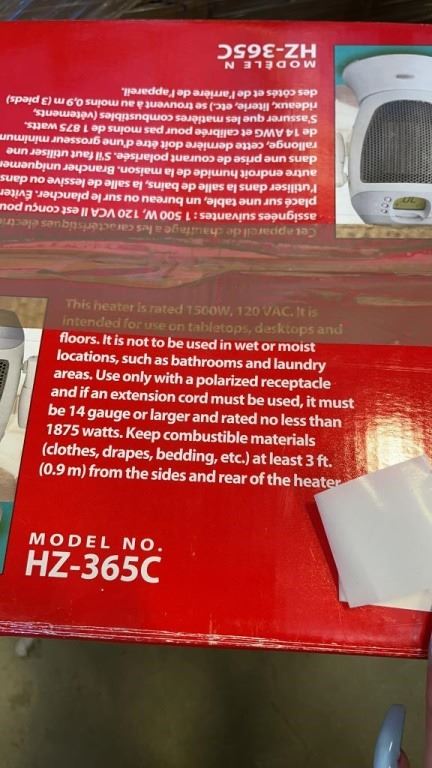 Cet appareil de chauffage a les caractéristiques
assignées suivantes : 1 500 W, 120 VCA Il est conçu pour
placé sur une table, un bureau ou sur le plancher. Éviter
l'utiliser dans la salle de bains, la salle de lessive ou dans
autre endroit humide de la maison. Brancher uniquement
dans une prise de courant polarisée. S'il faut utiliser une
rallonge, cette dernière doit être d'une grosseur minimum
de 14 AWG et calibrée pour pas moins de 1 875 watts.
S'assurer que les matières combustibles (vêtements,
rideaux, literie, etc.) se trouvent à au moins 0,9 m (3 pieds)
des côtés et de l'arrière de l'appareil.
MODÈLE N
HZ-365C
This heater is rated 1500W, 120 VAC. It is
intended for use on tabletops, desktops and
floors. It is not to be used in wet or moist
locations, such as bathrooms and laundry
areas. Use only with a polarized receptacle
and if an extension cord must be used, it must
be 14 gauge or larger and rated no less than
1875 watts. Keep combustible materials
(clothes, drapes, bedding, etc.) at least 3 ft.
(0.9 m) from the sides and rear of the heater
MODEL NO.
HZ-365C